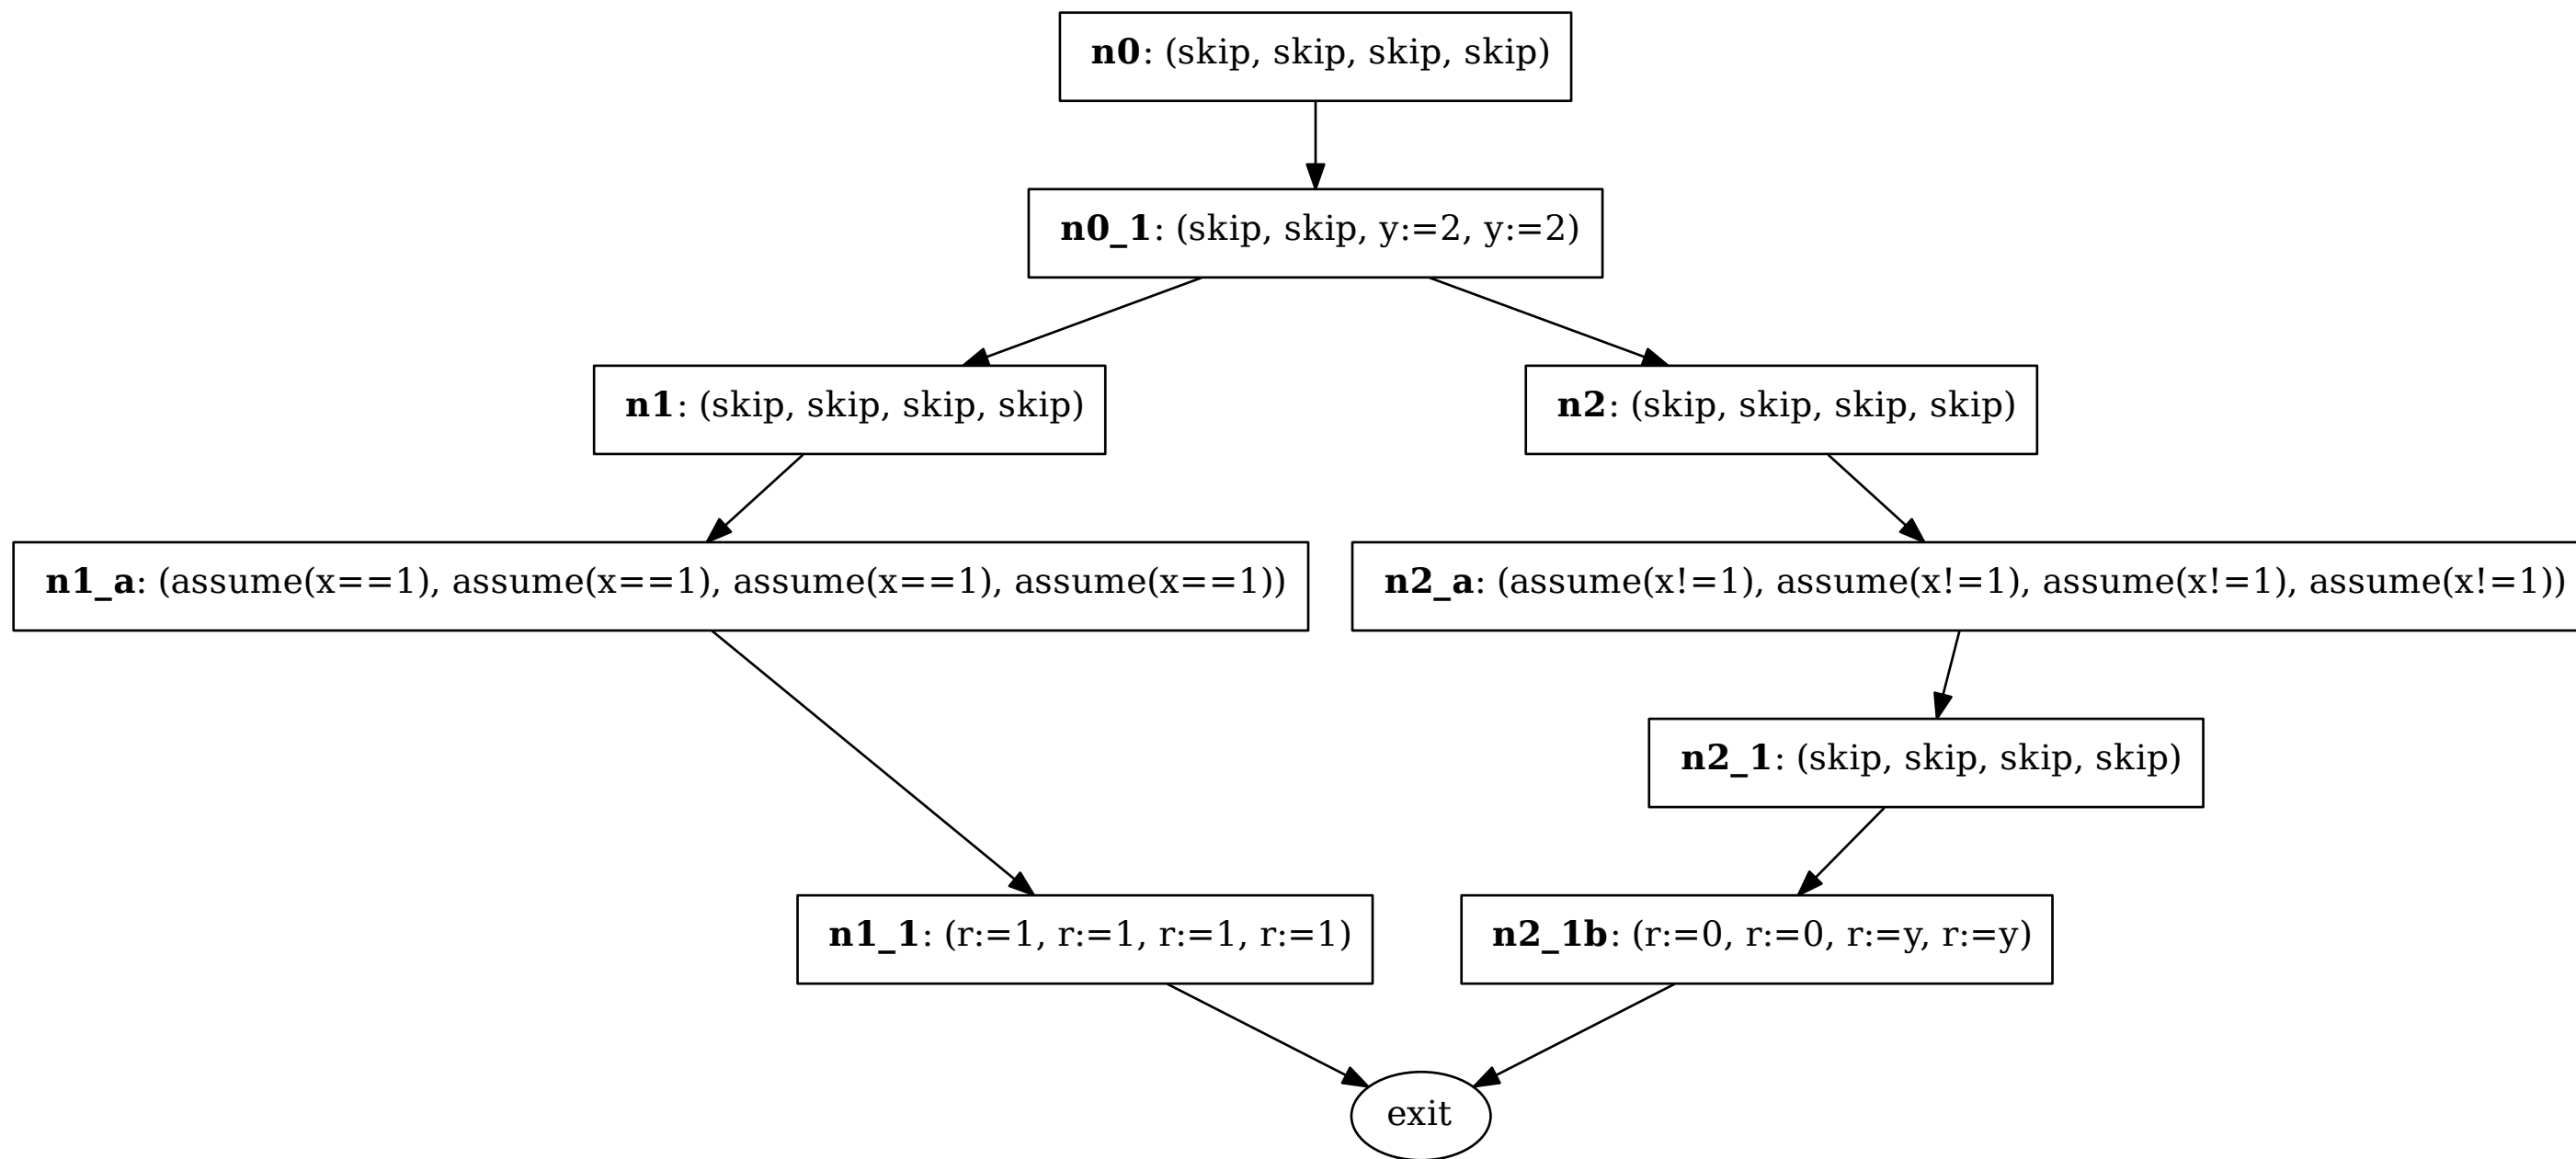 n0: (skip, skip, skip, skip)
n0_1: (skip, skip, y:=2, y:=2)
n1: (skip, skip, skip, skip)
n2: (skip, skip, skip, skip)
n1_a: (assume(x==1), assume(x==1), assume(x==1), assume(x==1))
n2_a: (assume(x!=1), assume(x!=1), assume(x!=1), assume(x!=1))
n2_1: (skip, skip, skip, skip)
n1_1: (r:=1, r:=1, r:=1, r:=1)
n2_1b: (r:=0, r:=0, r:=y, r:=y)
exit